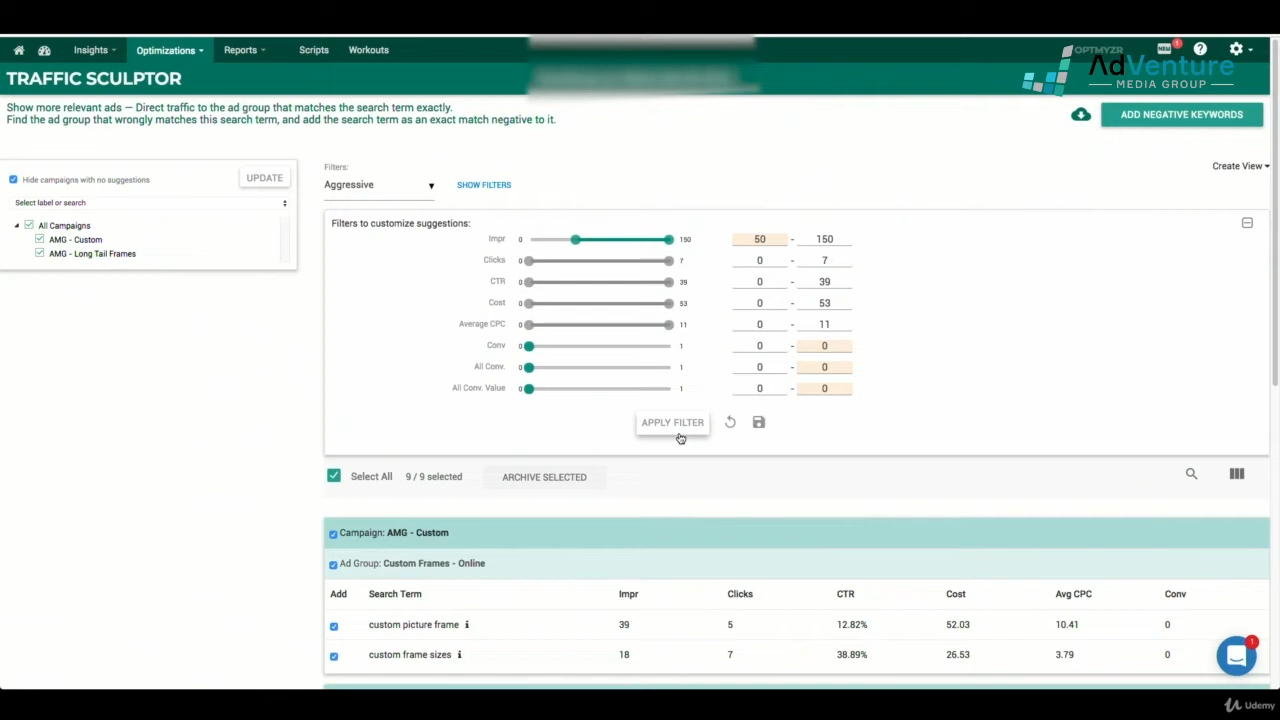 Insights Optimizations Reports Scripts Workouts OPTMYZR NEW 1
TRAFFIC SCULPTOR
AdVenture
MEDIA GROUP
Show more relevant ads — Direct traffic to the ad group that matches the search term exactly.
Find the ad group that wrongly matches this search term, and add the search term as an exact match negative to it.
ADD NEGATIVE KEYWORDS
Hide campaigns with no suggestions UPDATE
Select label or search
All Campaigns
AMG - Custom
AMG - Long Tail Frames
Filters:
Aggressive SHOW FILTERS Create View
Filters to customize suggestions:
Impr 0 150 50 - 150
Clicks 0 7 0 - 7
CTR 0 39 0 - 39
Cost 0 53 0 - 53
Average CPC 0 11 0 - 11
Conv 0 1 0 - 0
All Conv. 0 1 0 - 0
All Conv. Value 0 1 0 - 0
APPLY FILTER
Select All 9 / 9 selected ARCHIVE SELECTED
Campaign: AMG - Custom
Ad Group: Custom Frames - Online
Add Search Term Impr Clicks CTR Cost Avg CPC Conv
custom picture frame 39 5 12.82% 52.03 10.41 0
custom frame sizes 18 7 38.89% 26.53 3.79 0
1
Udemy